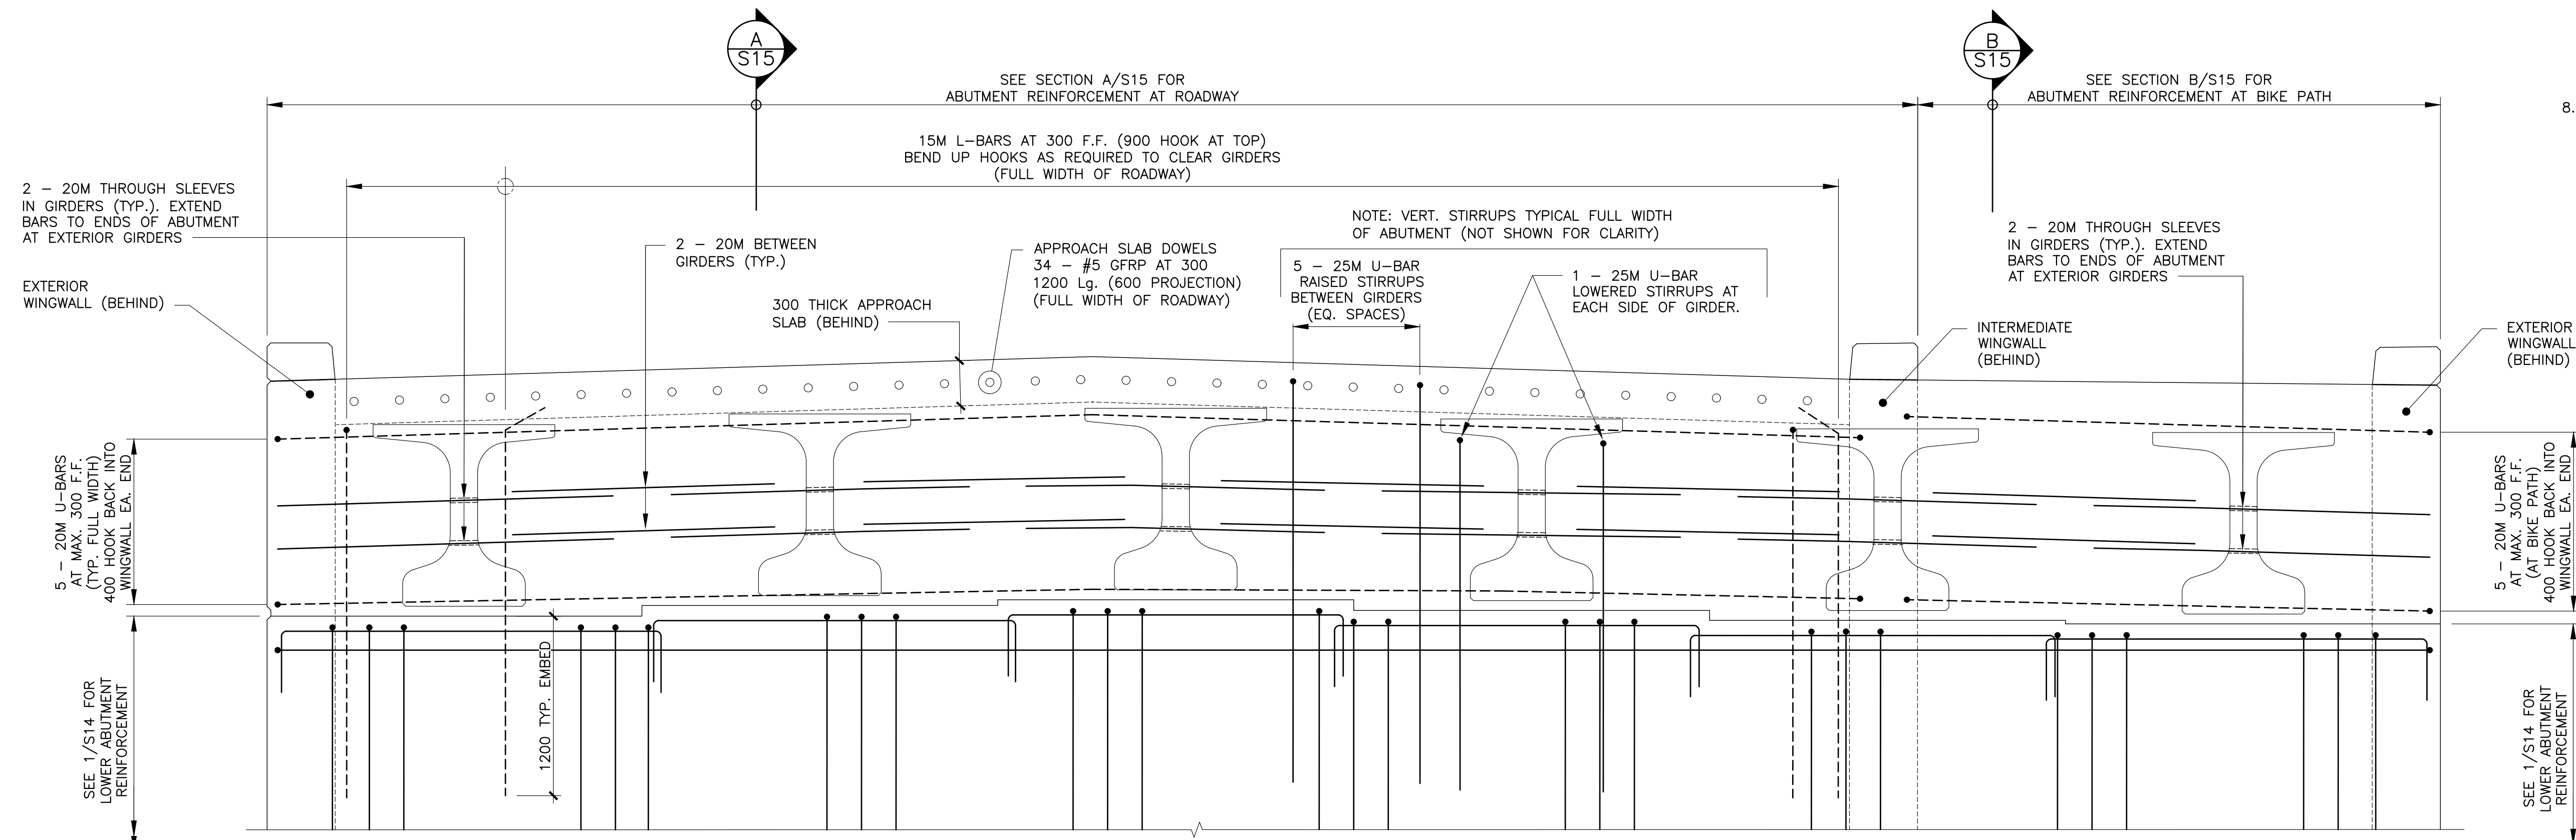 A
S15
B
S15
SEE SECTION A/S15 FOR
ABUTMENT REINFORCEMENT AT ROADWAY
SEE SECTION B/S15 FOR
ABUTMENT REINFORCEMENT AT BIKE PATH
8.
15M L-BARS AT 300 F.F. (900 HOOK AT TOP)
BEND UP HOOKS AS REQUIRED TO CLEAR GIRDERS
(FULL WIDTH OF ROADWAY)
2 - 20M THROUGH SLEEVES
IN GIRDERS (TYP.). EXTEND
BARS TO ENDS OF ABUTMENT
AT EXTERIOR GIRDERS
EXTERIOR
WINGWALL (BEHIND)
2 - 20M BETWEEN
GIRDERS (TYP.)
300 THICK APPROACH
SLAB (BEHIND)
APPROACH SLAB DOWELS
34 - #5 GFRP AT 300
1200 Lg. (600 PROJECTION)
(FULL WIDTH OF ROADWAY)
NOTE: VERT. STIRRUPS TYPICAL FULL WIDTH
OF ABUTMENT (NOT SHOWN FOR CLARITY)
5 - 25M U-BAR
RAISED STIRRUPS
BETWEEN GIRDERS
(EQ. SPACES)
1 - 25M U-BAR
LOWERED STIRRUPS AT
EACH SIDE OF GIRDER.
2 - 20M THROUGH SLEEVES
IN GIRDERS (TYP.). EXTEND
BARS TO ENDS OF ABUTMENT
AT EXTERIOR GIRDERS
INTERMEDIATE
WINGWALL
(BEHIND)
EXTERIOR
WINGWALL
(BEHIND)
5 - 20M U-BARS
AT MAX. 300 F.F.
(TYP. FULL WIDTH)
400 HOOK BACK INTO
WINGWALL EA. END
5 - 20M U-BARS
AT MAX. 300 F.F.
(AT BIKE PATH)
400 HOOK BACK INTO
WINGWALL EA. END
SEE 1/S14 FOR
LOWER ABUTMENT
REINFORCEMENT
1200 TYP. EMBED
SEE 1/S14 FOR
LOWER ABUTMENT
REINFORCEMENT